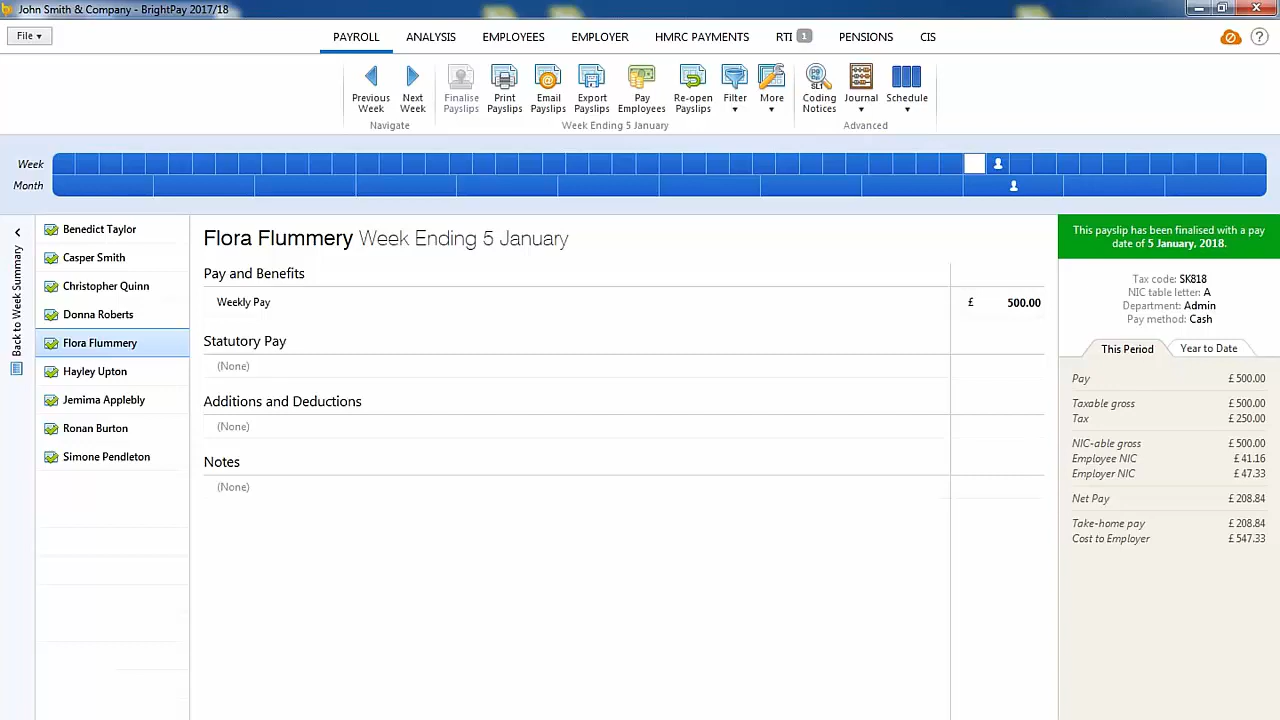 John Smith & Company - BrightPay 2017/18
File
PAYROLL
ANALYSIS
EMPLOYEES
EMPLOYER
HMRC PAYMENTS
RTI 1
PENSIONS
CIS
?
Previous Week
Next Week
Finalise Payslips
Print Payslips
Email Payslips
Export Payslips
Pay Employees
Re-open Payslips
Filter
More
SLT
Coding Notices
Journal
Schedule
Navigate
Week Ending 5 January
Advanced
Week
Month
Back to Week Summary
Benedict Taylor
Casper Smith
Christopher Quinn
Donna Roberts
Flora Flummery
Hayley Upton
Jemima Applebly
Ronan Burton
Simone Pendleton
Flora Flummery Week Ending 5 January
Pay and Benefits
Weekly Pay £ 500.00
Statutory Pay
(None)
Additions and Deductions
(None)
Notes
(None)
This payslip has been finalised with a pay
date of 5 January, 2018.
Tax code: SK818
NIC table letter: A
Department: Admin
Pay method: Cash
This Period
Year to Date
Pay £ 500.00
Taxable gross £ 500.00
Tax £ 250.00
NIC-able gross £ 500.00
Employee NIC £ 41.16
Employer NIC £ 47.33
Net Pay £ 208.84
Take-home pay £ 208.84
Cost to Employer £ 547.33